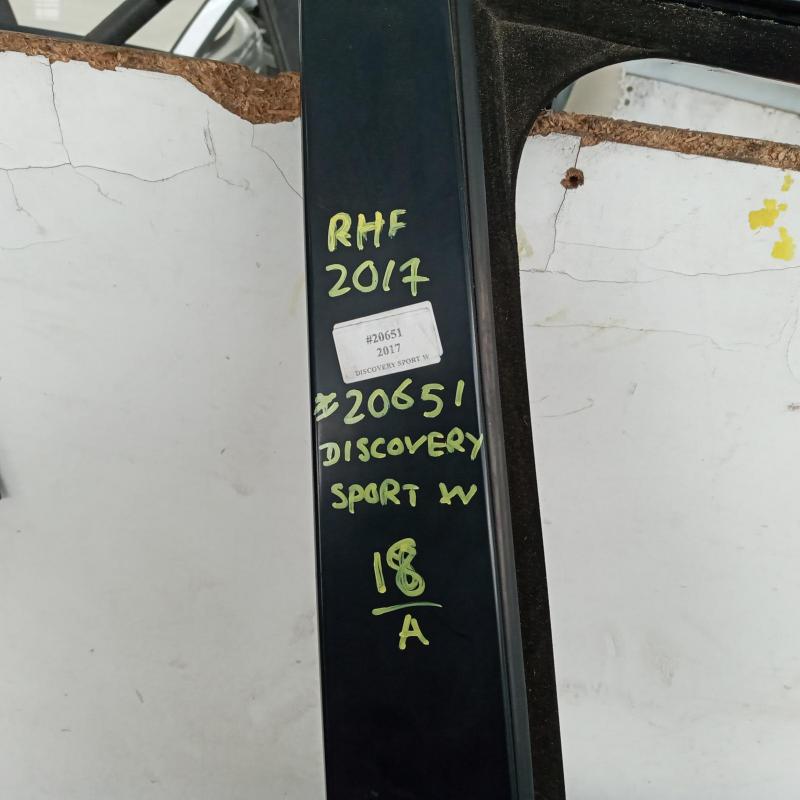 RHF
2017
#20651
2017
DISCOVERY SPORT W
#20651
DISCOVERY
SPORT W
18
A